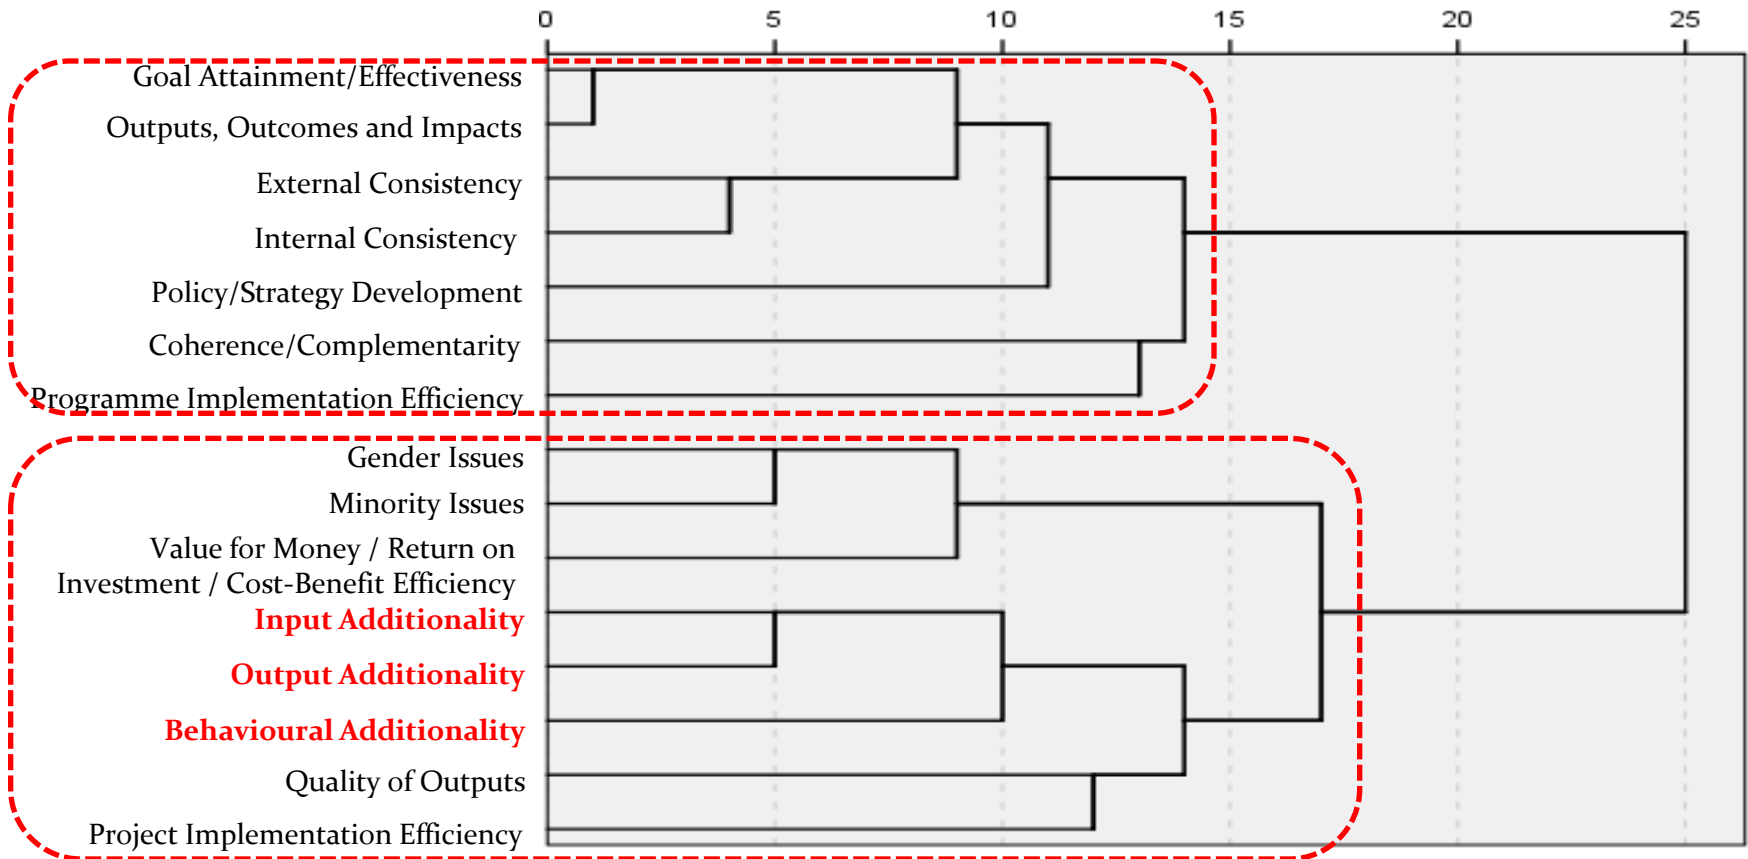 0 5 10 15 20 25
Goal Attainment/Effectiveness
Outputs, Outcomes and Impacts
External Consistency
Internal Consistency
Policy/Strategy Development
Coherence/Complementarity
Programme Implementation Efficiency
Gender Issues
Minority Issues
Value for Money / Return on
Investment / Cost-Benefit Efficiency
Input Additionality
Output Additionality
Behavioural Additionality
Quality of Outputs
Project Implementation Efficiency